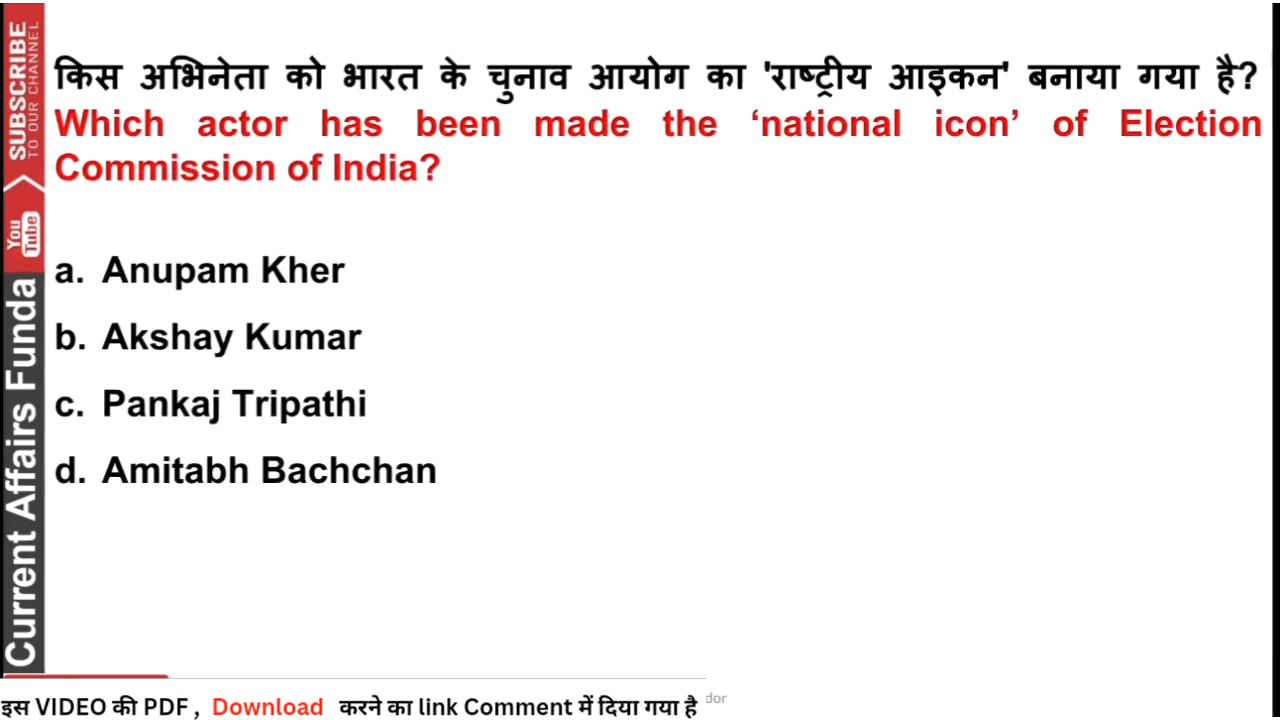 किस अभिनेता को भारत के चुनाव आयोग का 'राष्ट्रीय आइकन' बनाया गया है?
Which actor has been made the ‘national icon’ of Election
Commission of India?
a. Anupam Kher
b. Akshay Kumar
c. Pankaj Tripathi
d. Amitabh Bachchan
SUBSCRIBE
TO OUR CHANNEL
You
Tube
Current Affairs Funda
इस VIDEO की PDF , Download करने का link Comment में दिया गया है